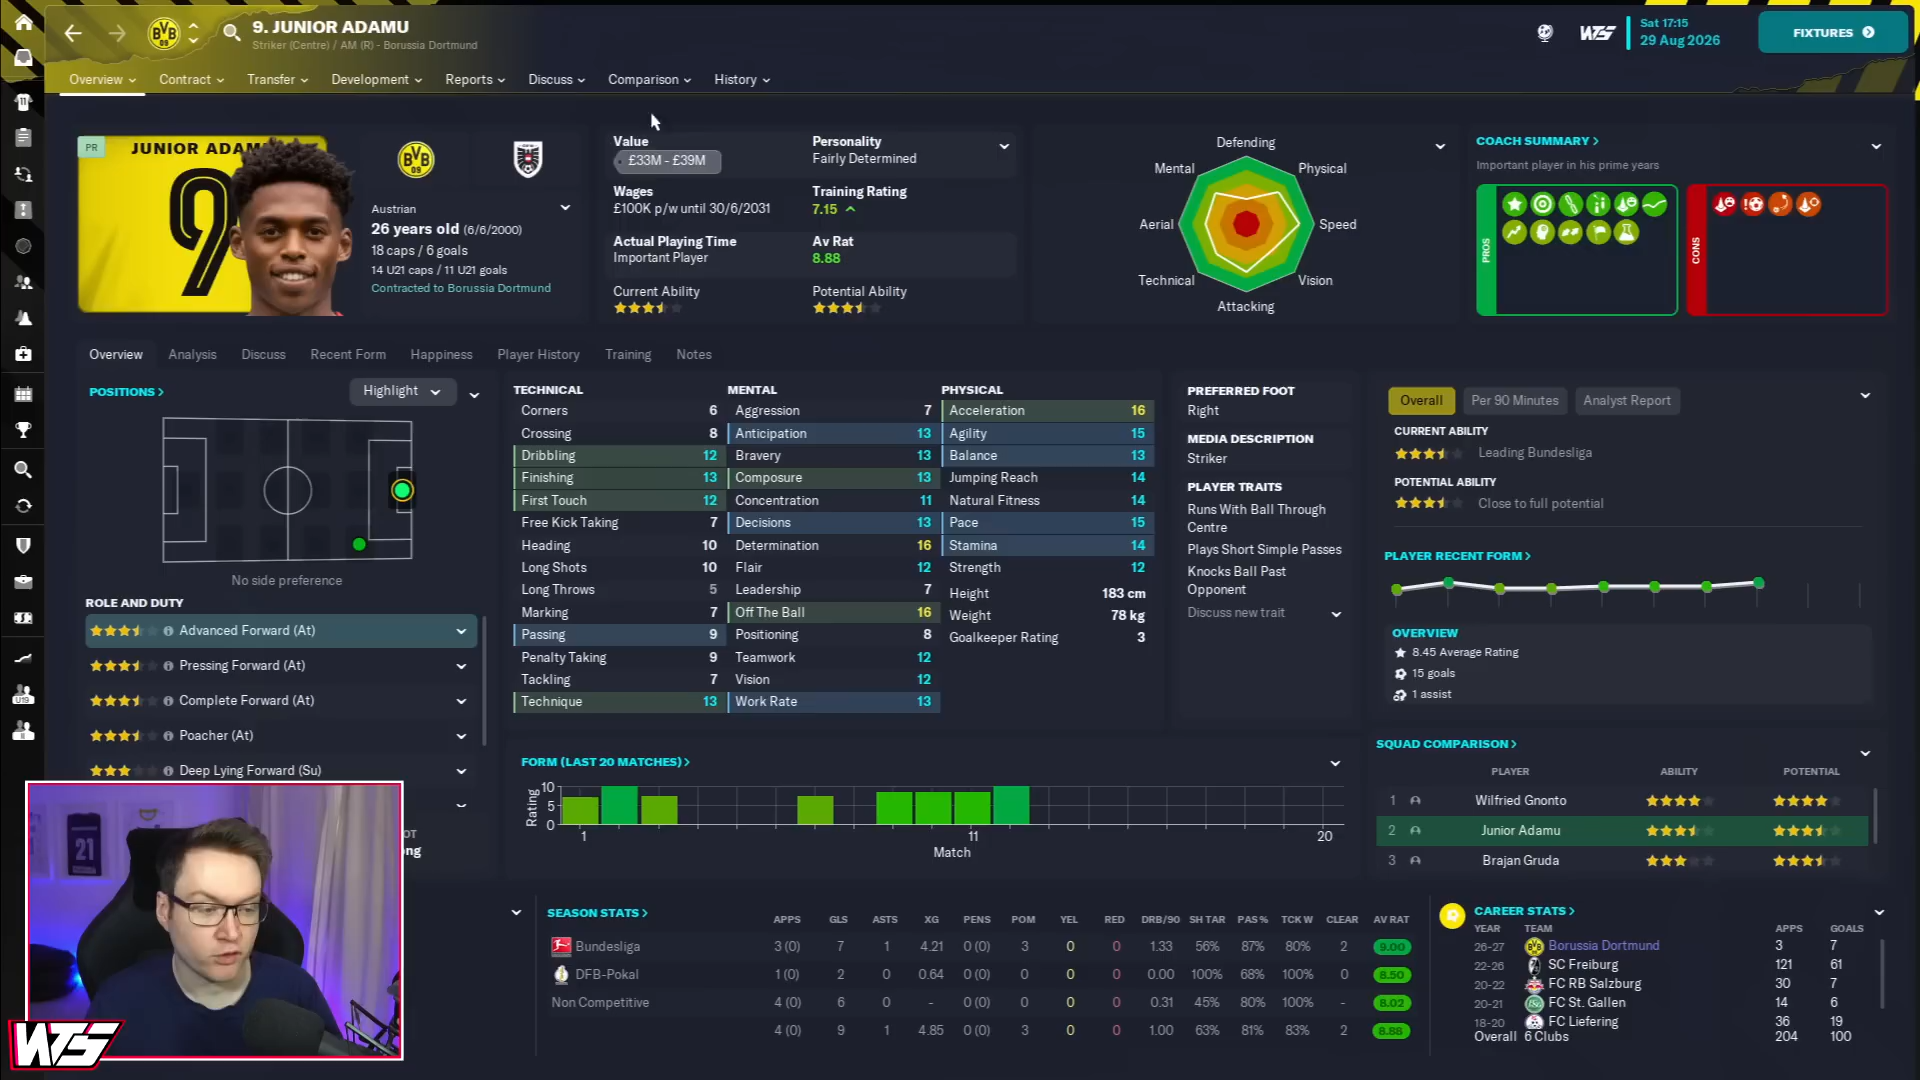 9. JUNIOR ADAMU
Striker (Centre) / AM (R) - Borussia Dortmund
WTS
Sat 17:15
29 Aug 2026
FIXTURES
Overview
Contract
Transfer
Development
Reports
Discuss
Comparison
History
PR
JUNIOR ADAM
9
BVB
09
Austrian
26 years old (6/6/2000)
18 caps / 6 goals
14 U21 caps / 11 U21 goals
Contracted to Borussia Dortmund
Value
£33M - £39M
Personality
Fairly Determined
Wages
£100K p/w until 30/6/2031
Training Rating
7.15
Actual Playing Time
Important Player
Av Rat
8.88
Current Ability
Potential Ability
Defending
Physical
Speed
Vision
Attacking
Technical
Aerial
Mental
COACH SUMMARY >
Important player in his prime years
PROS
CONS
Overview
Analysis
Discuss
Recent Form
Happiness
Player History
Training
Notes
POSITIONS >
Highlight
No side preference
ROLE AND DUTY
Advanced Forward (At)
Pressing Forward (At)
Complete Forward (At)
Poacher (At)
Deep Lying Forward (Su)
OT
ong
TECHNICAL
Corners 6
Crossing 8
Dribbling 12
Finishing 13
First Touch 12
Free Kick Taking 7
Heading 10
Long Shots 10
Long Throws 5
Marking 7
Passing 9
Penalty Taking 9
Tackling 7
Technique 13
MENTAL
Aggression 7
Anticipation 13
Bravery 13
Composure 13
Concentration 11
Decisions 13
Determination 16
Flair 12
Leadership 7
Off The Ball 16
Positioning 8
Teamwork 12
Vision 12
Work Rate 13
PHYSICAL
Acceleration 16
Agility 15
Balance 13
Jumping Reach 14
Natural Fitness 14
Pace 15
Stamina 14
Strength 12
Height 183 cm
Weight 78 kg
Goalkeeper Rating 3
PREFERRED FOOT
Right
MEDIA DESCRIPTION
Striker
PLAYER TRAITS
Runs With Ball Through
Centre
Plays Short Simple Passes
Knocks Ball Past
Opponent
Discuss new trait
Overall
Per 90 Minutes
Analyst Report
CURRENT ABILITY
Leading Bundesliga
POTENTIAL ABILITY
Close to full potential
PLAYER RECENT FORM >
OVERVIEW
8.45 Average Rating
15 goals
1 assist
FORM (LAST 20 MATCHES) >
Rating
10
5
0
1 11 20
Match
SQUAD COMPARISON >
PLAYER ABILITY POTENTIAL
1 Wilfried Gnonto
2 Junior Adamu
3 Brajan Gruda
SEASON STATS >
APPS GLS ASTS XG PENS POM YEL RED DRB/90 SH TAR PAS % TCK W CLEAR AV RAT
Bundesliga 3 (0) 7 1 4.21 0 (0) 3 0 0 1.33 56% 87% 80% 2 9.00
DFB-Pokal 1 (0) 2 0 0.64 0 (0) 0 0 0 0.00 100% 68% 100% 0 8.50
Non Competitive 4 (0) 6 0 - 0 (0) 0 0 0 0.31 45% 80% 100% - 8.02
4 (0) 9 1 4.85 0 (0) 3 0 0 1.00 63% 81% 83% 2 8.88
CAREER STATS >
YEAR TEAM APPS GOALS
26-27 Borussia Dortmund 3 7
22-26 SC Freiburg 121 61
20-22 FC RB Salzburg 30 7
20-21 FC St. Gallen 14 6
18-20 FC Liefering 36 19
Overall 6 Clubs 204 100
21
WTS
U19